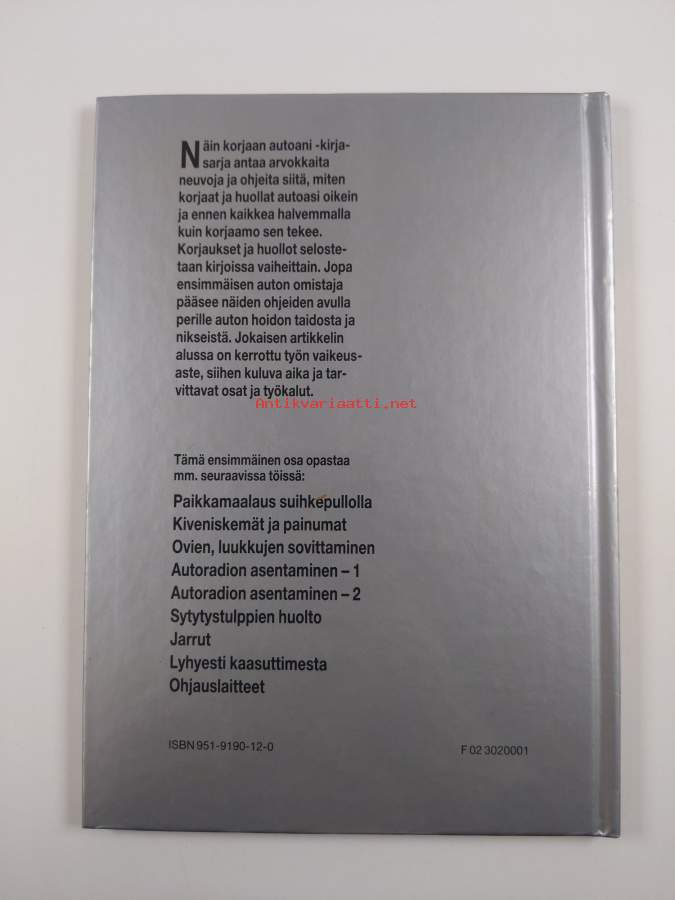 Näin korjaan autoani -kirja-
sarja antaa arvokkaita
neuvoja ja ohjeita siitä, miten
korjaat ja huollat autoasi oikein
ja ennen kaikkea halvemmalla
kuin korjaamo sen tekee.
Korjaukset ja huollot seloste-
taan kirjoissa vaiheittain. Jopa
ensimmäisen auton omistaja
pääsee näiden ohjeiden avulla
perille auton hoidon taidosta ja
nikseistä. Jokaisen artikkelin
alussa on kerrottu työn vaikeus-
aste, siihen kuluva aika ja tar-
vittavat osat ja työkalut.
Antikvariaatti.net
Tämä ensimmäinen osa opastaa
mm. seuraavissa töissä:
Paikkamaalaus suihkepullolla
Kiveniskemät ja painumat
Ovien, luukkujen sovittaminen
Autoradion asentaminen – 1
Autoradion asentaminen – 2
Sytytystulppien huolto
Jarrut
Lyhyesti kaasuttimesta
Ohjauslaitteet
ISBN 951-9190-12-0
F 02 3020001